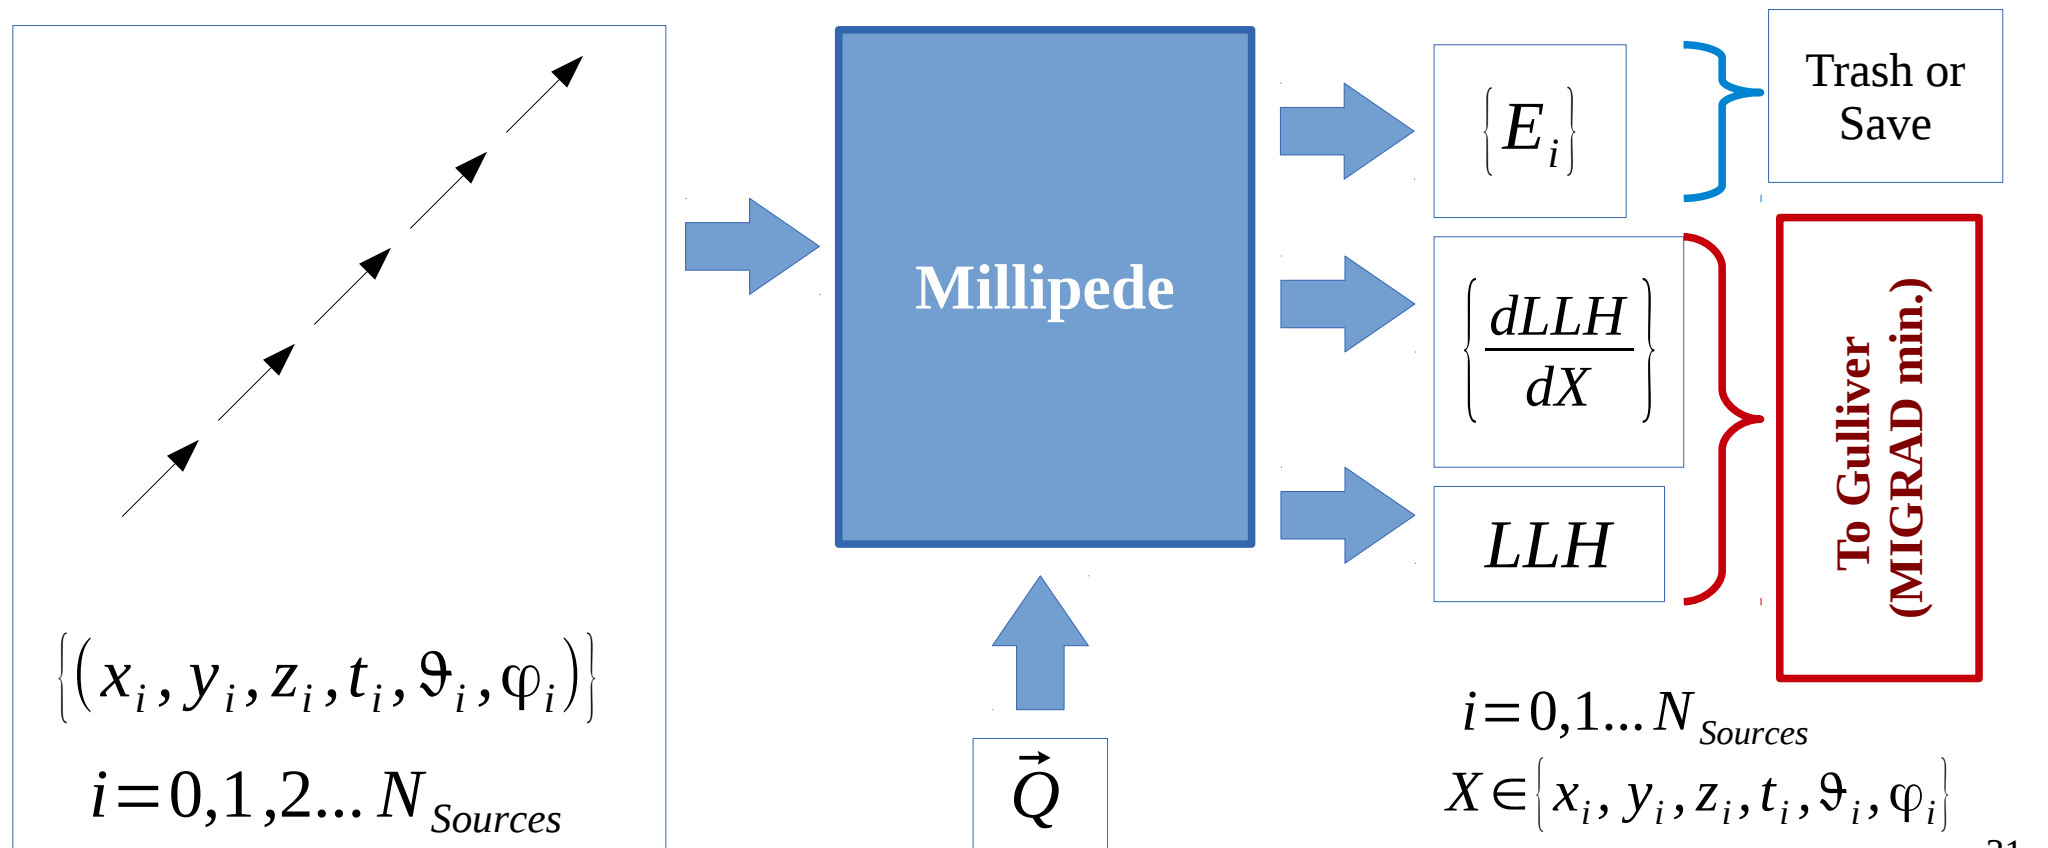 {(x_i, y_i, z_i, t_i, ϑ_i, φ_i)}
i=0,1,2... N_Sources
Millipede
Q⃗
{E_i}
{dLLH/dX}
LLH
Trash or
Save
To Gulliver
(MIGRAD min.)
i=0,1... N_Sources
X∈{x_i, y_i, z_i, t_i, ϑ_i, φ_i}